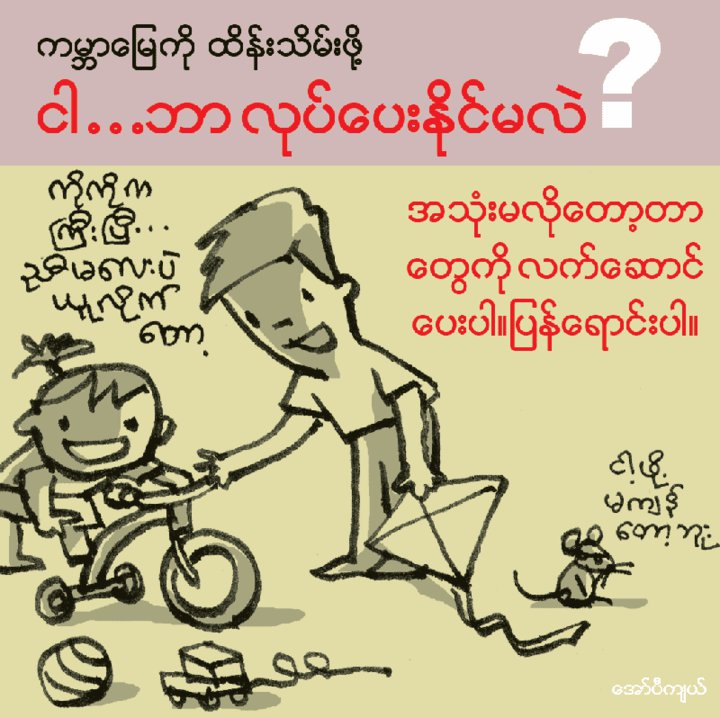 ကမ္ဘာမြေကို ထိန်းသိမ်းဖို့
ငါ...ဘာ လုပ်ပေးနိုင်မလဲ?
ကိုကိုက
ကြီးပြီ...
ညီမလေးပဲ
ယူလိုက်
တော့
အသုံးမလိုတော့တာ
တွေကို လက်ဆောင်
ပေးပါ။ပြန်ရောင်းပါ။
ငါ့ဖို့
မကျန်
တော့ဘူး
အော်ပီကျယ်